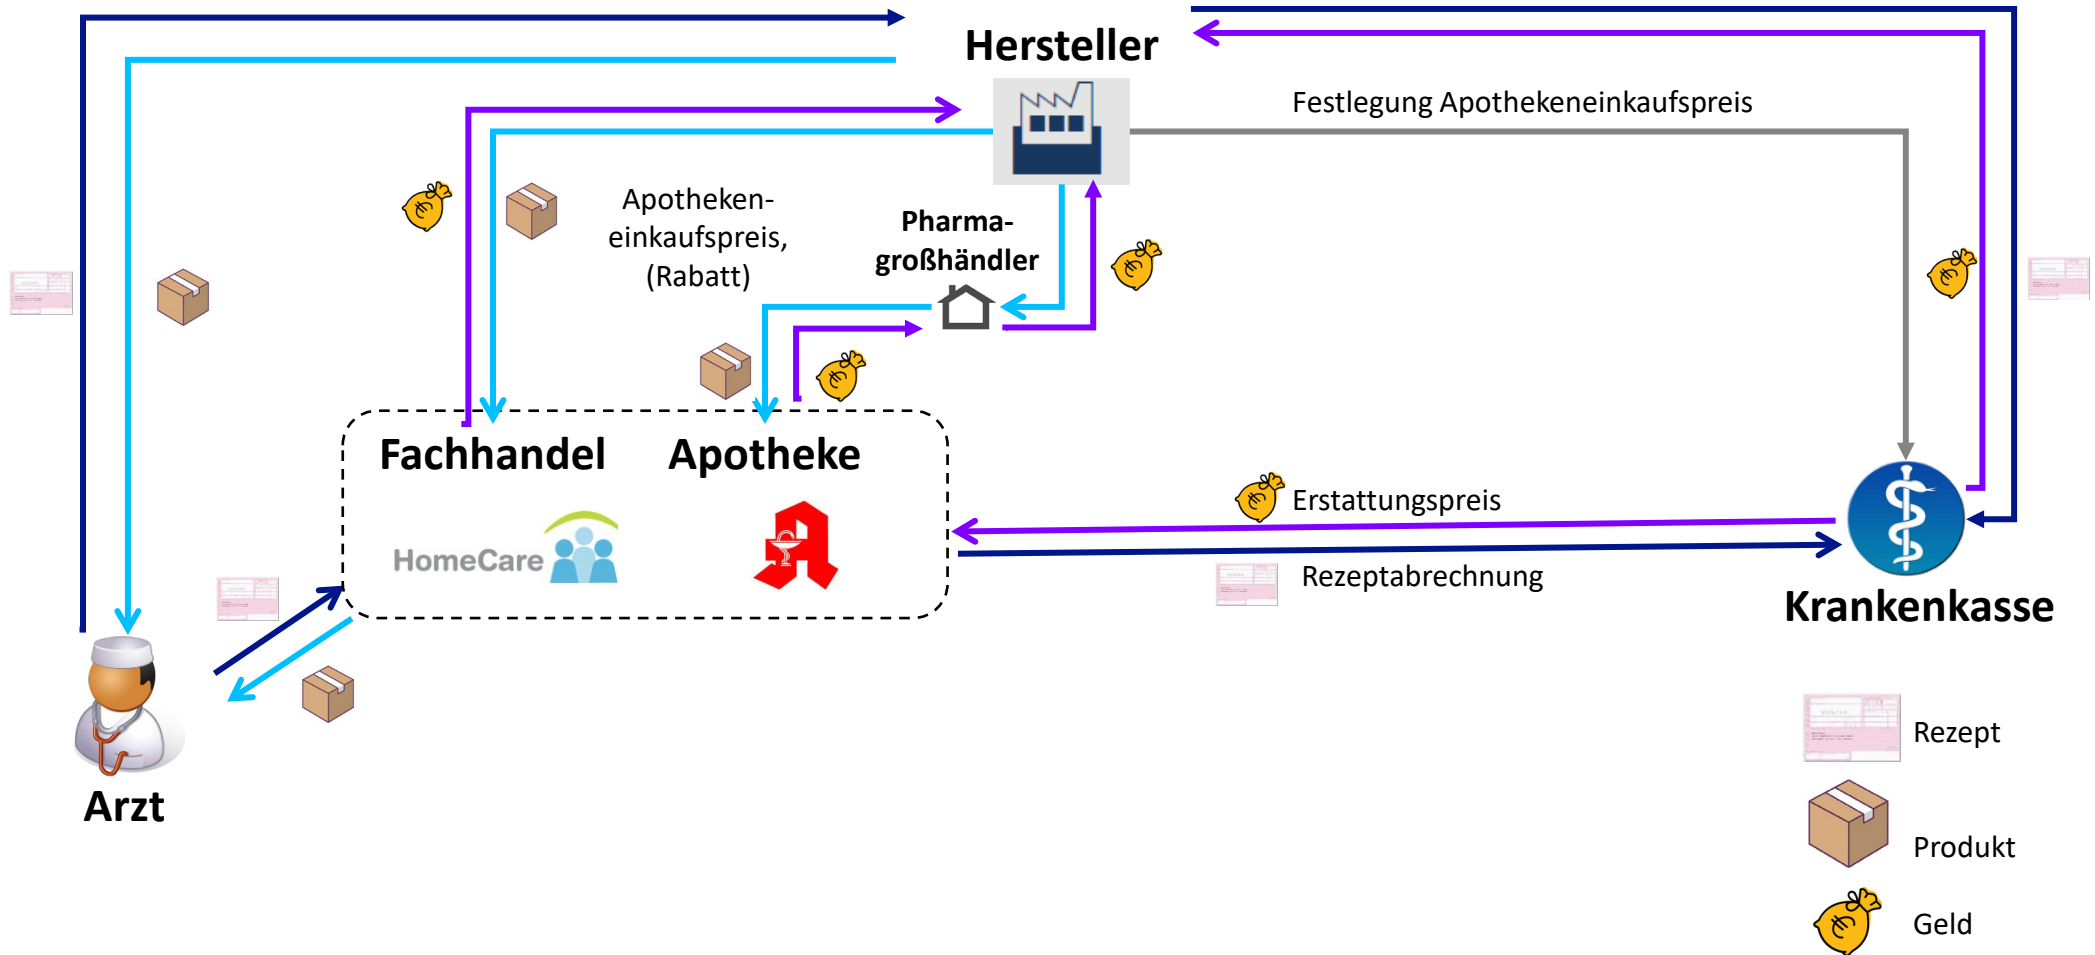 Hersteller
Festlegung Apothekeneinkaufspreis
Apotheken-
einkaufspreis,
(Rabatt)
Pharma-
großhändler
Fachhandel
Apotheke
HomeCare
Erstattungspreis
Rezeptabrechnung
Krankenkasse
Arzt
Rezept
Produkt
Geld